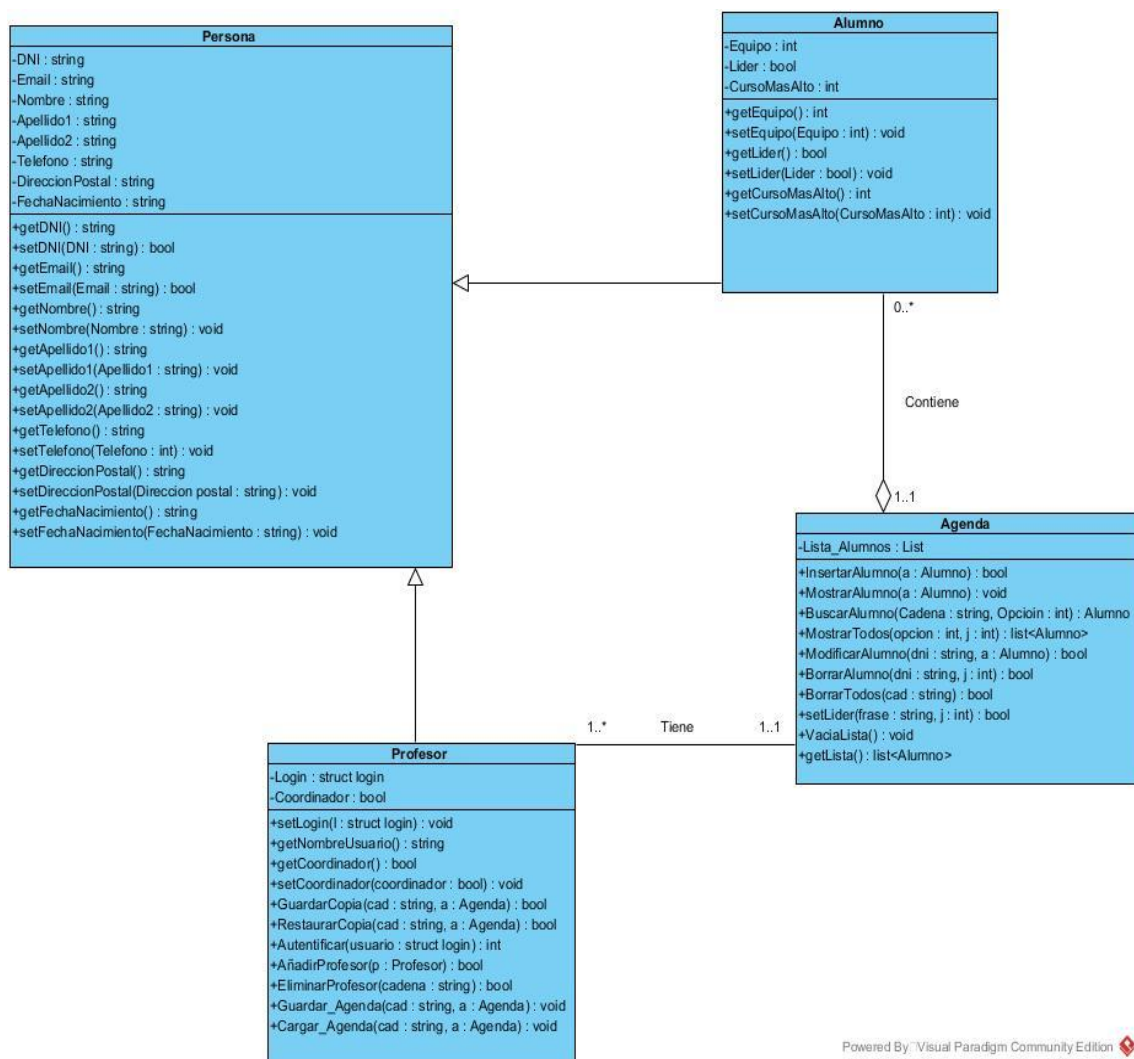 Persona
-DNI : string
-Email : string
-Nombre : string
-Apellido1 : string
-Apellido2 : string
-Telefono : string
-DireccionPostal : string
-FechaNacimiento : string
+getDNI() : string
+setDNI(DNI : string) : bool
+getEmail() : string
+setEmail(Email : string) : bool
+getNombre() : string
+setNombre(Nombre : string) : void
+getApellido1() : string
+setApellido1(Apellido1 : string) : void
+getApellido2() : string
+setApellido2(Apellido2 : string) : void
+getTelefono() : string
+setTelefono(Telefono : int) : void
+getDireccionPostal() : string
+setDireccionPostal(Direccion postal : string) : void
+getFechaNacimiento() : string
+setFechaNacimiento(FechaNacimiento : string) : void
Alumno
-Equipo : int
-Lider : bool
-CursoMasAlto : int
+getEquipo() : int
+setEquipo(Equipo : int) : void
+getLider() : bool
+setLider(Lider : bool) : void
+getCursoMasAlto() : int
+setCursoMasAlto(CursoMasAlto : int) : void
0..*
Contiene
1..1
Agenda
-Lista_Alumnos : List
+InsertarAlumno(a : Alumno) : bool
+MostrarAlumno(a : Alumno) : void
+BuscarAlumno(Cadena : string, Opcioin : int) : Alumno
+MostrarTodos(opcion : int, j : int) : list<Alumno>
+ModificarAlumno(dni : string, a : Alumno) : bool
+BorrarAlumno(dni : string, j : int) : bool
+BorrarTodos(cad : string) : bool
+setLider(frase : string, j : int) : bool
+VaciaLista() : void
+getLista() : list<Alumno>
1..* Tiene 1..1
Profesor
-Login : struct login
-Coordinador : bool
+setLogin(l : struct login) : void
+getNombreUsuario() : string
+getCoordinador() : bool
+setCoordinador(coordinador : bool) : void
+GuardarCopia(cad : string, a : Agenda) : bool
+RestaurarCopia(cad : string, a : Agenda) : bool
+Autentificar(usuario : struct login) : int
+AñadirProfesor(p : Profesor) : bool
+EliminarProfesor(cadena : string) : bool
+Guardar_Agenda(cad : string, a : Agenda) : void
+Cargar_Agenda(cad : string, a : Agenda) : void
Powered By Visual Paradigm Community Edition